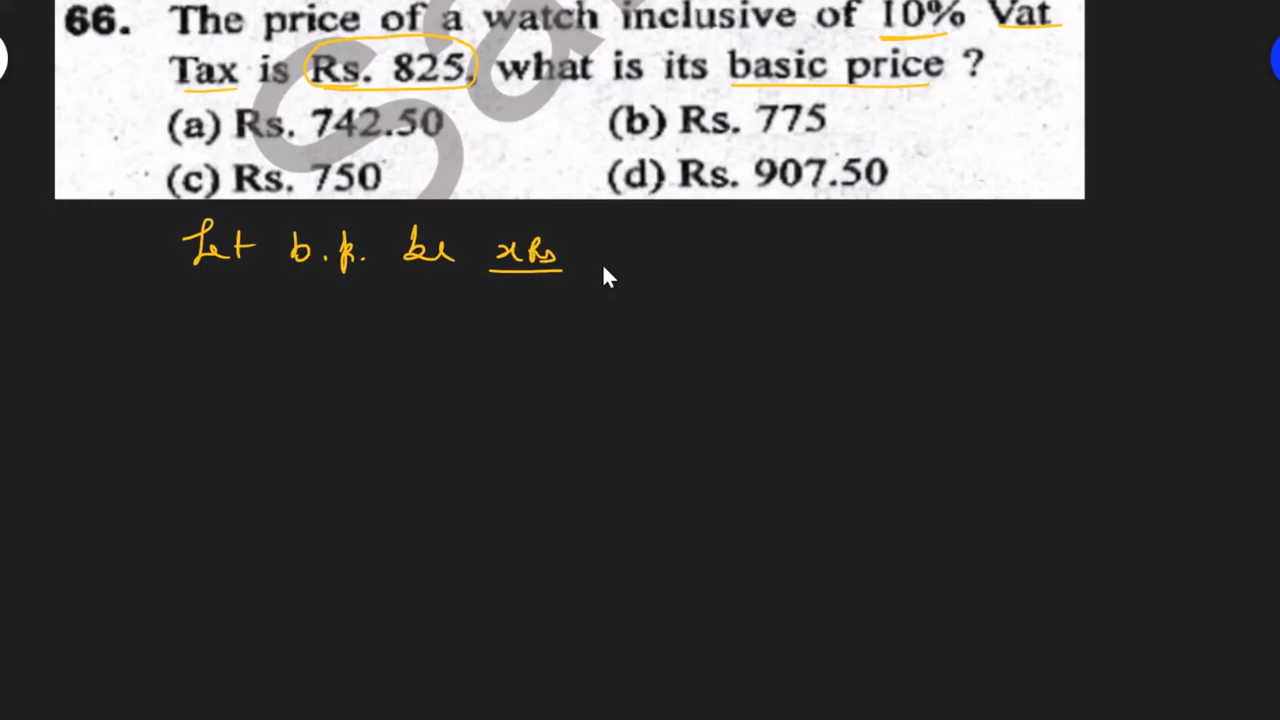 66. The price of a watch inclusive of 10% Vat
Tax is Rs. 825, what is its basic price ?
(a) Rs. 742.50 (b) Rs. 775
(c) Rs. 750 (d) Rs. 907.50
Let b.p. be x Rs